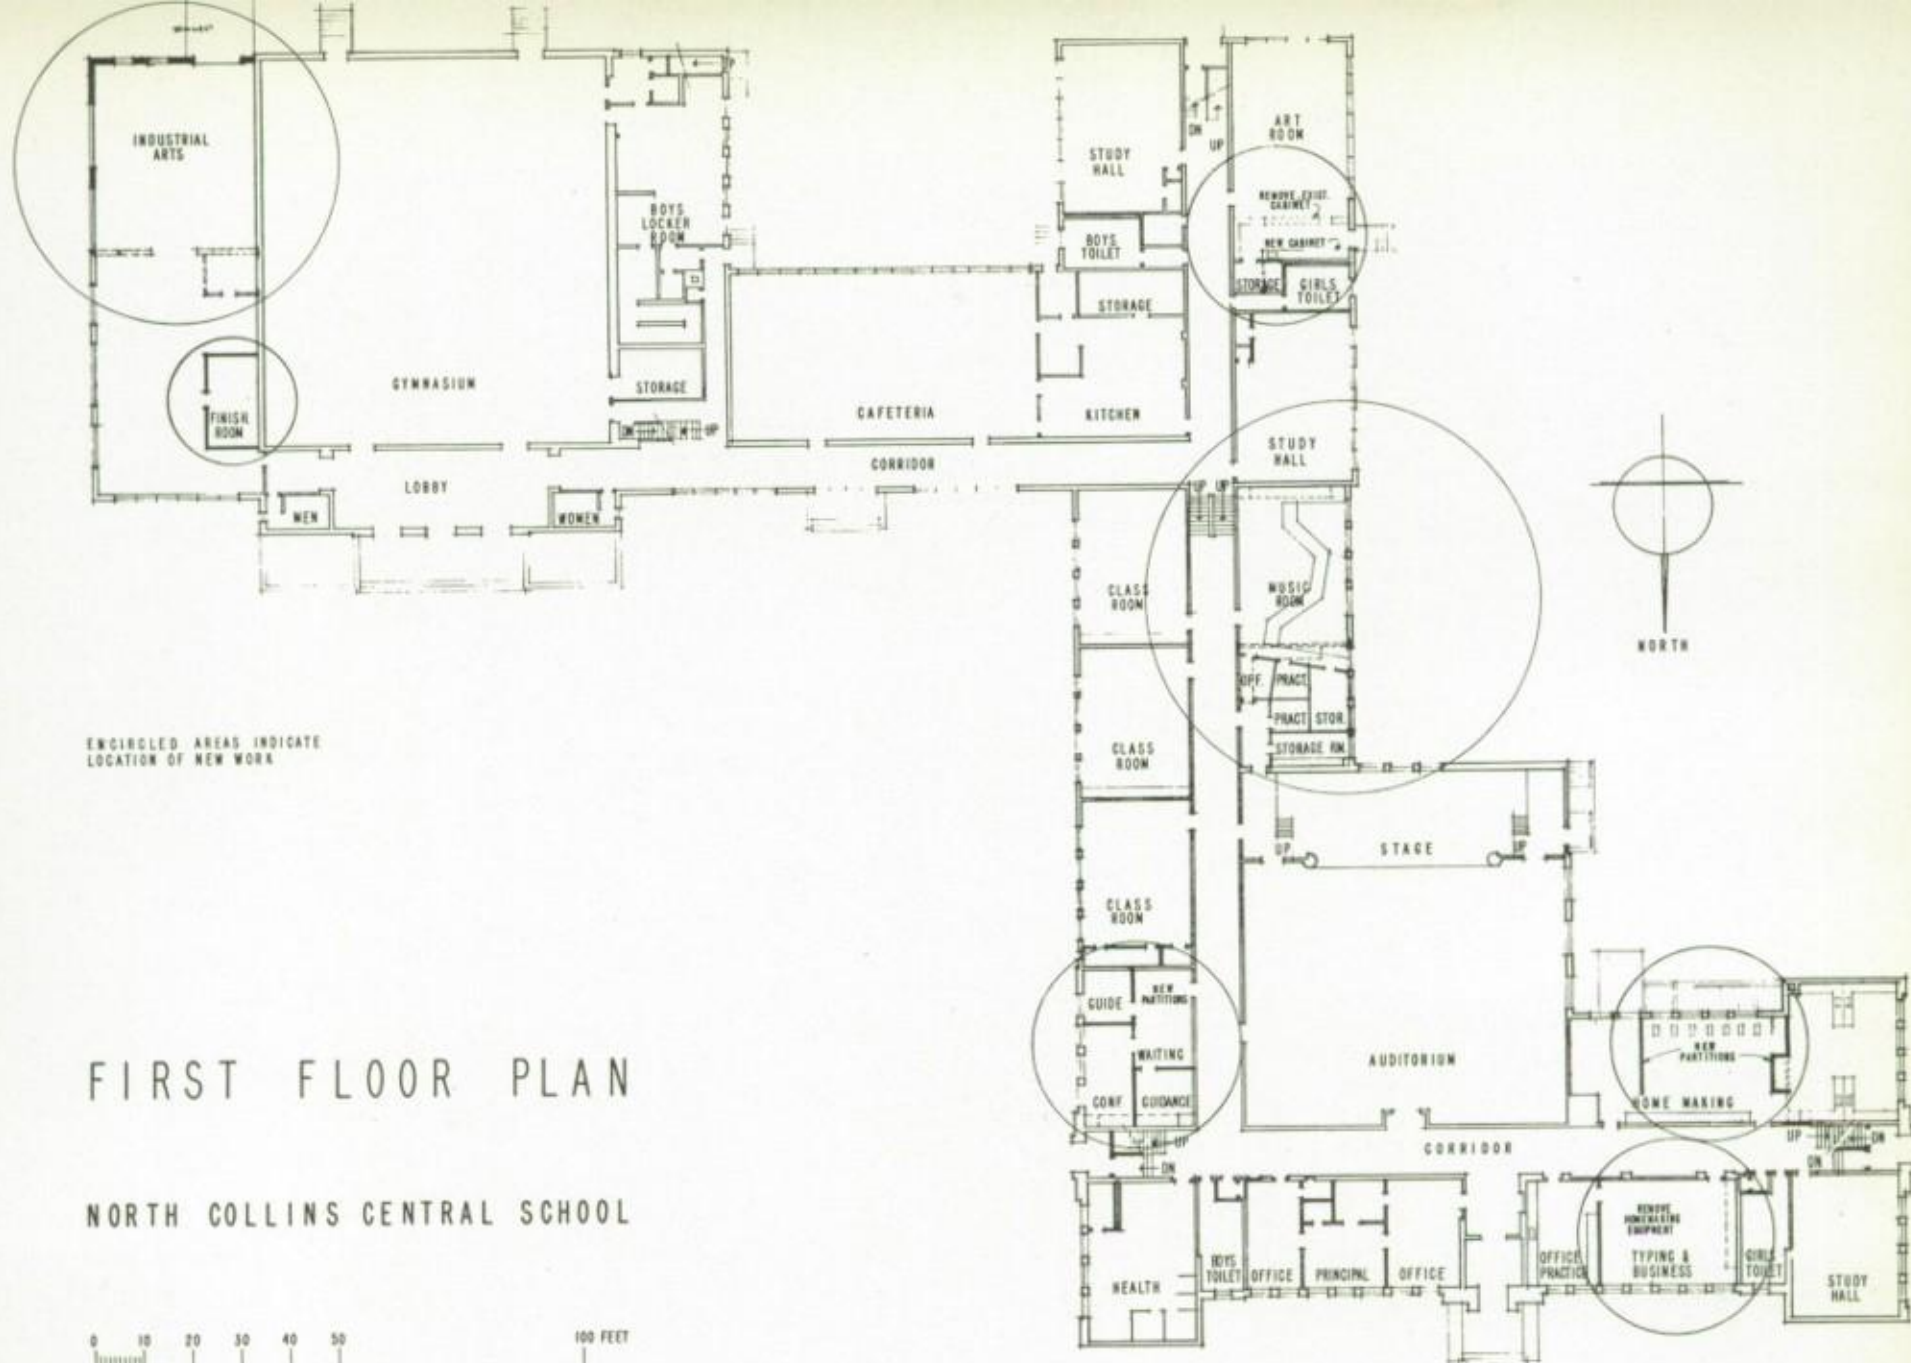 INDUSTRIAL
ARTS
FINISH
ROOM
GYMNASIUM
LOBBY
MEN
WOMEN
BOYS
LOCKER
ROOM
STORAGE
DN
UP
CAFETERIA
CORRIDOR
STORAGE
KITCHEN
STUDY
HALL
BOYS
TOILET
DN
UP
ART
ROOM
REMOVE EXIST.
CABINET
NEW CABINET
STORAGE
GIRLS
TOILET
STUDY
HALL
UP UP
CLASS
ROOM
MUSIC
ROOM
OFF. PRACT.
PRACT. STOR.
STORAGE RM.
NORTH
CLASS
ROOM
CLASS
ROOM
UP
STAGE
UP
ENCIRCLED AREAS INDICATE
LOCATION OF NEW WORK
GUIDE
NEW
PARTITIONS
WAITING
CONF
GUIDANCE
AUDITORIUM
NEW
PARTITIONS
HOME MAKING
UP
DN
CORRIDOR
UP
DN
DN
FIRST FLOOR PLAN
NORTH COLLINS CENTRAL SCHOOL
HEALTH
BOYS
TOILET
OFFICE
PRINCIPAL
OFFICE
OFFICE
PRACTICE
REMOVE
HOMEMAKING
EQUIPMENT
TYPING &
BUSINESS
GIRLS
TOILET
STUDY
HALL
0 10 20 30 40 50 100 FEET